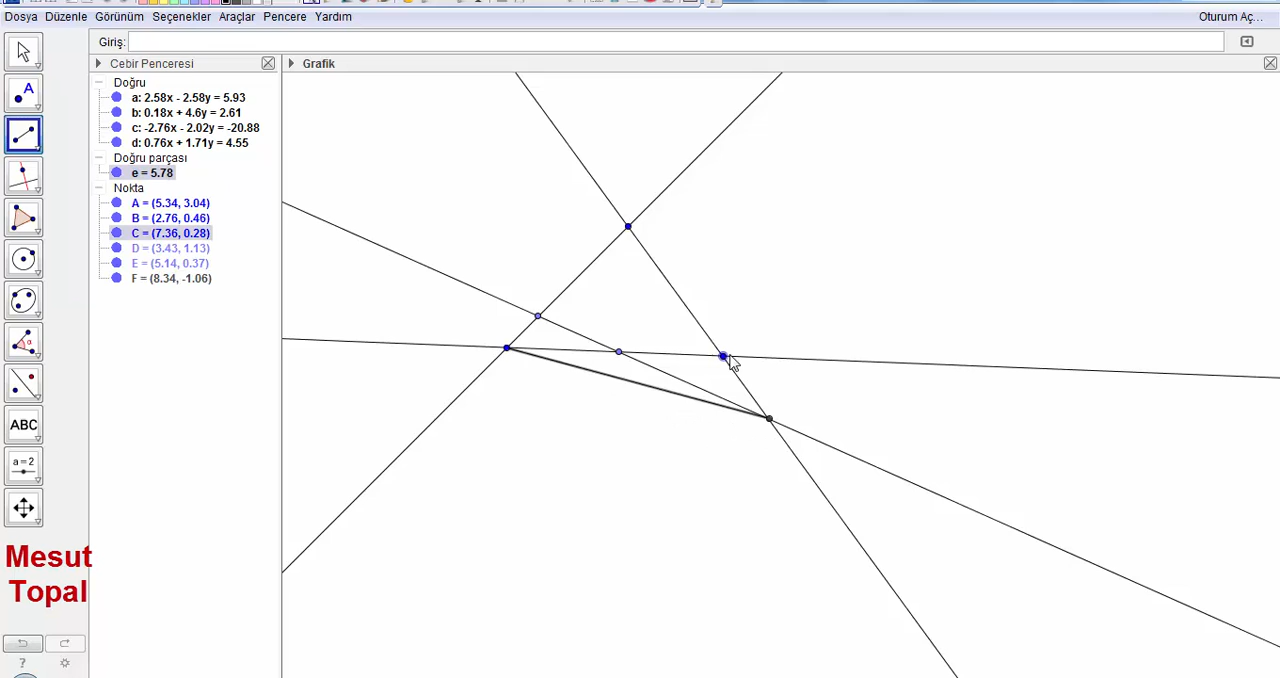 Dosya Düzenle Görünüm Seçenekler Araçlar Pencere Yardım Oturum Aç...
Giriş:
Cebir Penceresi
Grafik
Doğru
a: 2.58x - 2.58y = 5.93
b: 0.18x + 4.6y = 2.61
c: -2.76x - 2.02y = -20.88
d: 0.76x + 1.71y = 4.55
Doğru parçası
e = 5.78
Nokta
A = (5.34, 3.04)
B = (2.76, 0.46)
C = (7.36, 0.28)
D = (3.43, 1.13)
E = (5.14, 0.37)
F = (8.34, -1.06)
A
α
ABC
a = 2
Mesut
Topal
?